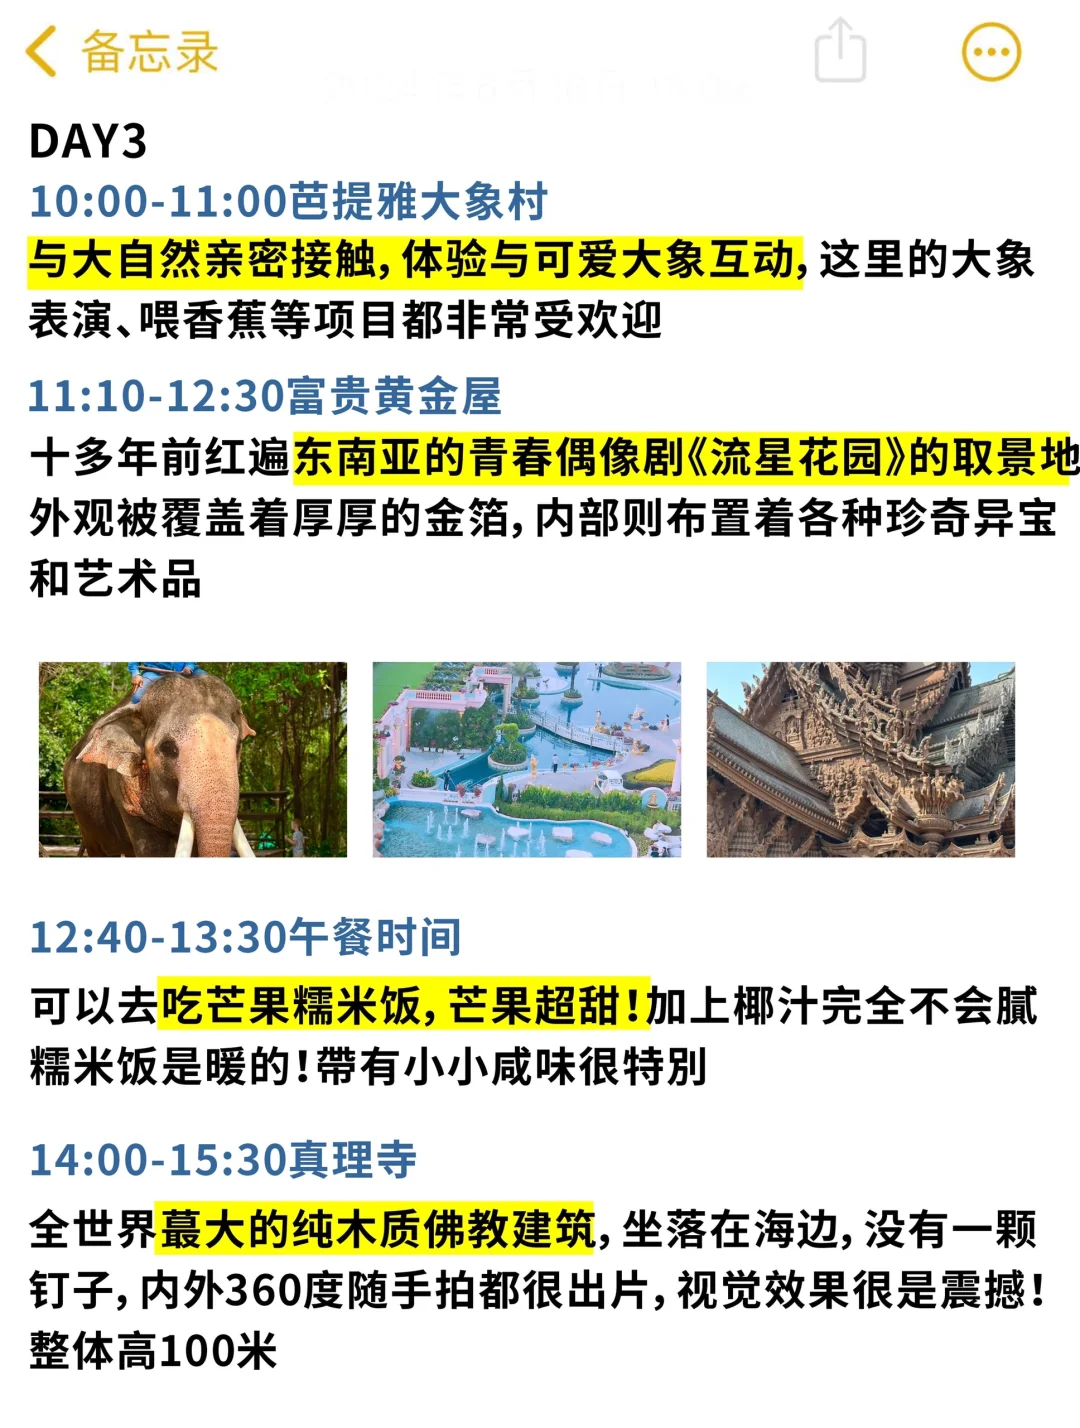 备忘录
DAY3
10:00-11:00芭提雅大象村
与大自然亲密接触，体验与可爱大象互动，这里的大象
表演、喂香蕉等项目都非常受欢迎
11:10-12:30富贵黄金屋
十多年前红遍东南亚的青春偶像剧《流星花园》的取景地
外观被覆盖着厚厚的金箔，内部则布置着各种珍奇异宝
和艺术品
12:40-13:30午餐时间
可以去吃芒果糯米饭，芒果超甜！加上椰汁完全不会膩
糯米饭是暖的！帶有小小咸味很特別
14:00-15:30真理寺
全世界蕞大的纯木质佛教建筑，坐落在海边，没有一颗
钉子，内外360度随手拍都很出片，视觉效果很是震撼！
整体高100米